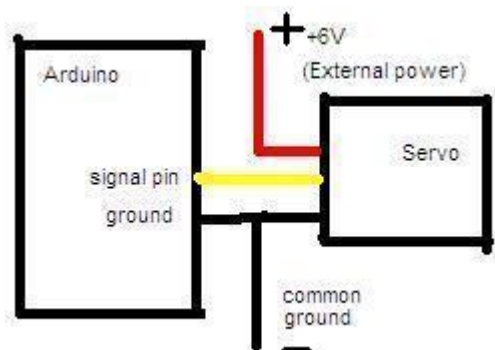 +6V
Arduino
(External power)
Servo
signal pin
ground
common
ground